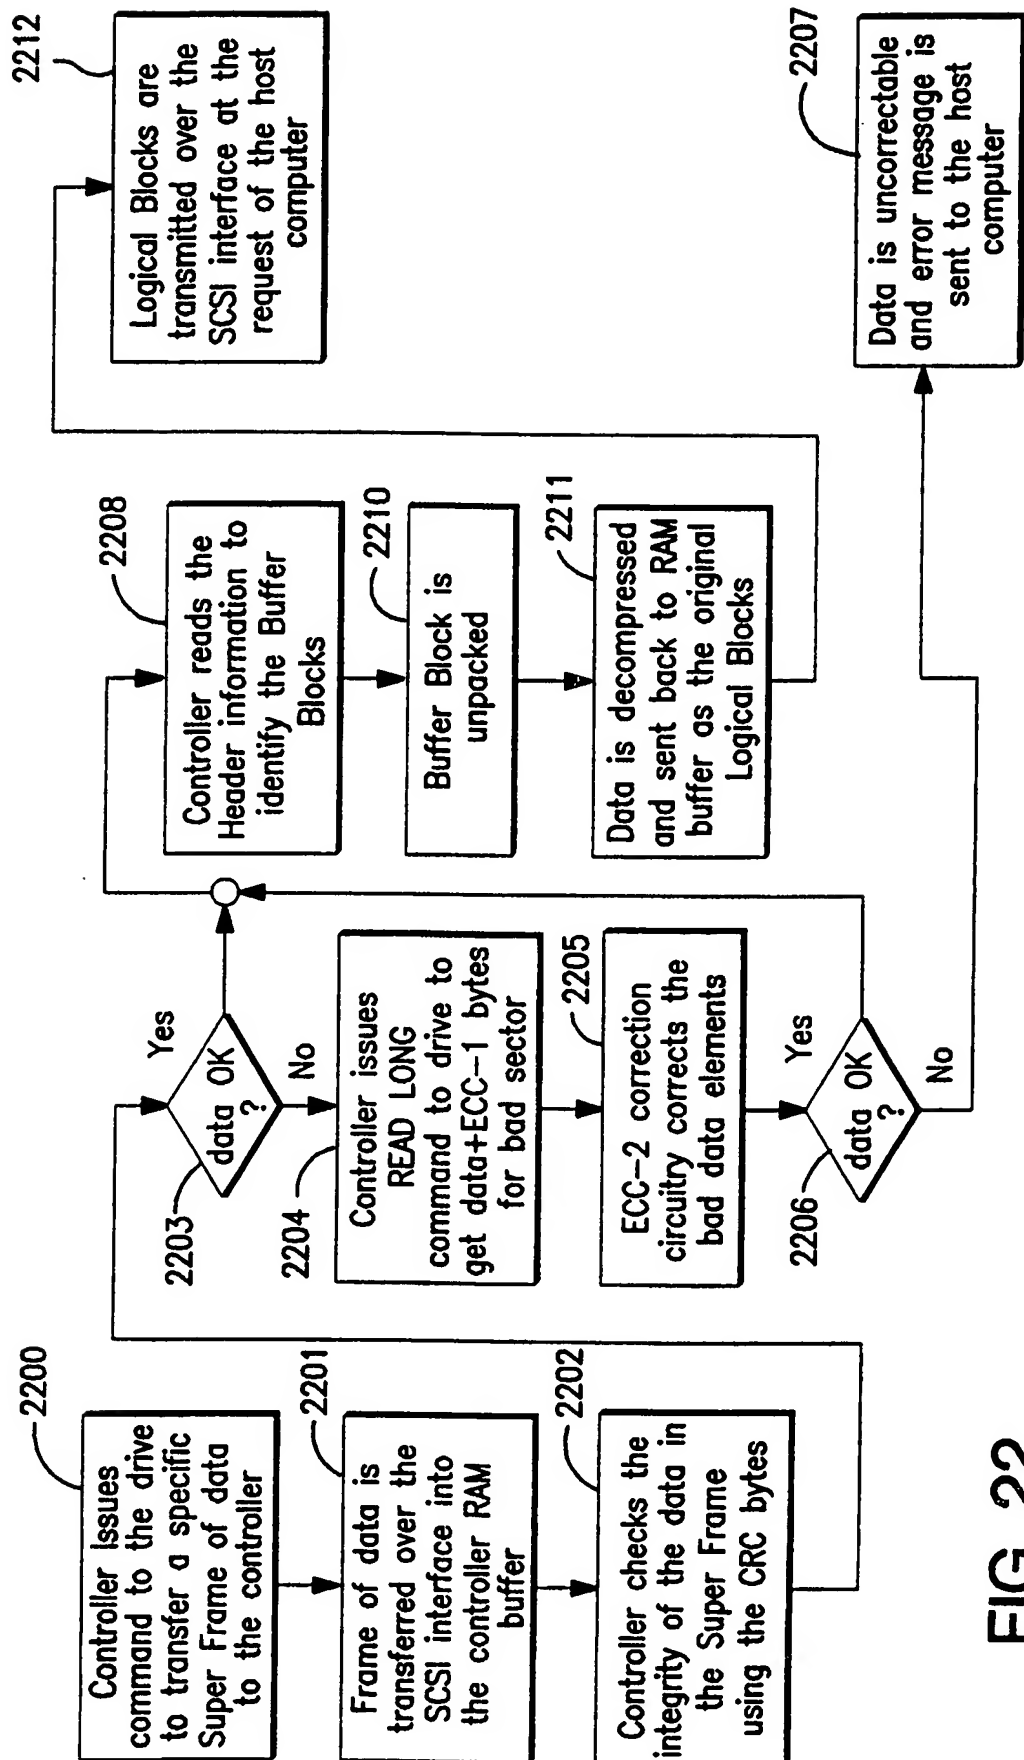 2200
Controller Issues
command to the drive
to transfer a specific
Super Frame of data
to the controller
2201
Frame of data is
transferred over the
SCSI interface into
the controller RAM
buffer
2202
Controller checks the
integrity of the data in
the Super Frame
using the CRC bytes
2203
data OK
?
Yes
No
2204
Controller issues
READ LONG
command to drive to
get data+ECC-1 bytes
for bad sector
2205
ECC-2 correction
circuitry corrects the
bad data elements
2206
data OK
?
Yes
No
2208
Controller reads the
Header information to
identify the Buffer
Blocks
2210
Buffer Block is
unpacked
2211
Data is decompressed
and sent back to RAM
buffer as the original
Logical Blocks
2212
Logical Blocks are
transmitted over the
SCSI interface at the
request of the host
computer
2207
Data is uncorrectable
and error message is
sent to the host
computer
FIG. 22